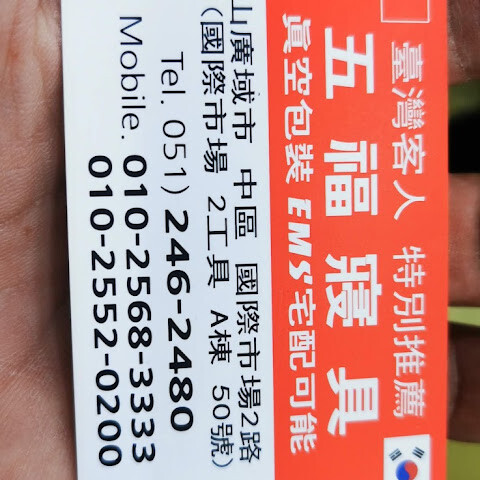 臺灣客人 特別推薦
五福寢具
眞空包裝 EMS宅配可能
山廣域市 中區 國際市場2路
(國際市場 2工具 A棟 50號)
Tel. 051) 246-2480
Mobile. 010-2568-3333
010-2552-0200